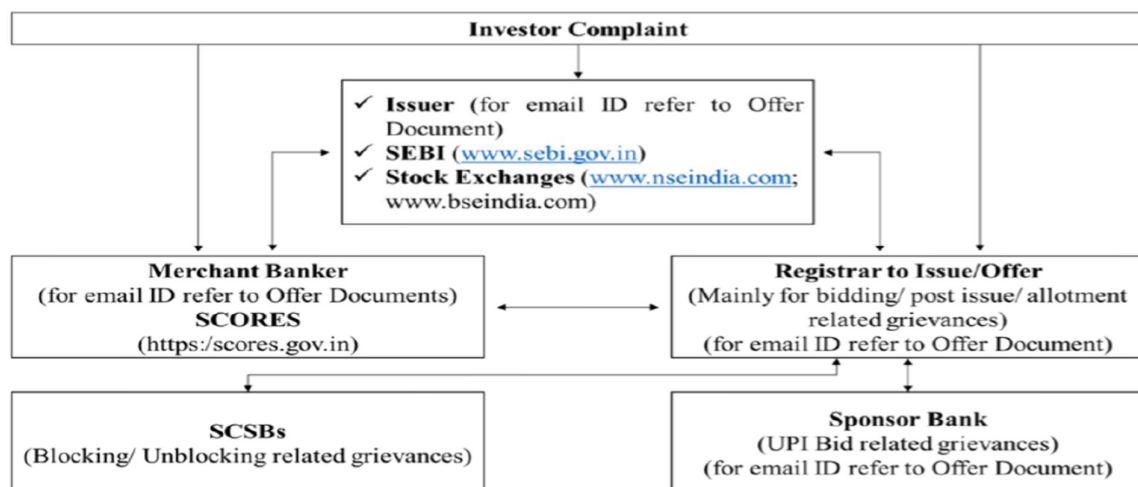 Investor Complaint
✓ Issuer (for email ID refer to Offer
Document)
✓ SEBI (www.sebi.gov.in)
✓ Stock Exchanges (www.nseindia.com;
www.bseindia.com)
Merchant Banker
(for email ID refer to Offer Documents)
SCORES
(https:/scores.gov.in)
Registrar to Issue/Offer
(Mainly for bidding/ post issue/ allotment
related grievances)
(for email ID refer to Offer Document)
SCSBs
(Blocking/ Unblocking related grievances)
Sponsor Bank
(UPI Bid related grievances)
(for email ID refer to Offer Document)